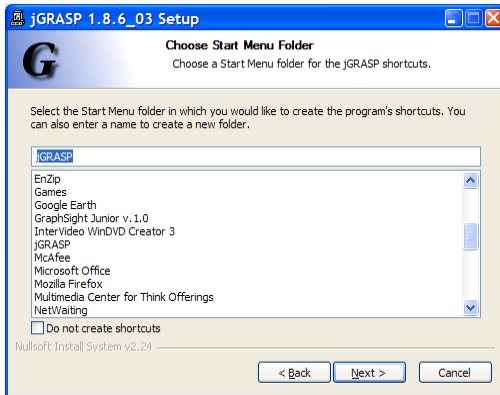 jGRASP 1.8.6_03 Setup
G
Choose Start Menu Folder
Choose a Start Menu folder for the jGRASP shortcuts.
Select the Start Menu folder in which you would like to create the program's shortcuts. You
can also enter a name to create a new folder.
jGRASP
EnZip
Games
Google Earth
GraphSight Junior v.1.0
InterVideo WinDVD Creator 3
jGRASP
McAfee
Microsoft Office
Mozilla Firefox
Multimedia Center for Think Offerings
NetWaiting
Do not create shortcuts
Nullsoft Install System v2.24
< Back Next > Cancel